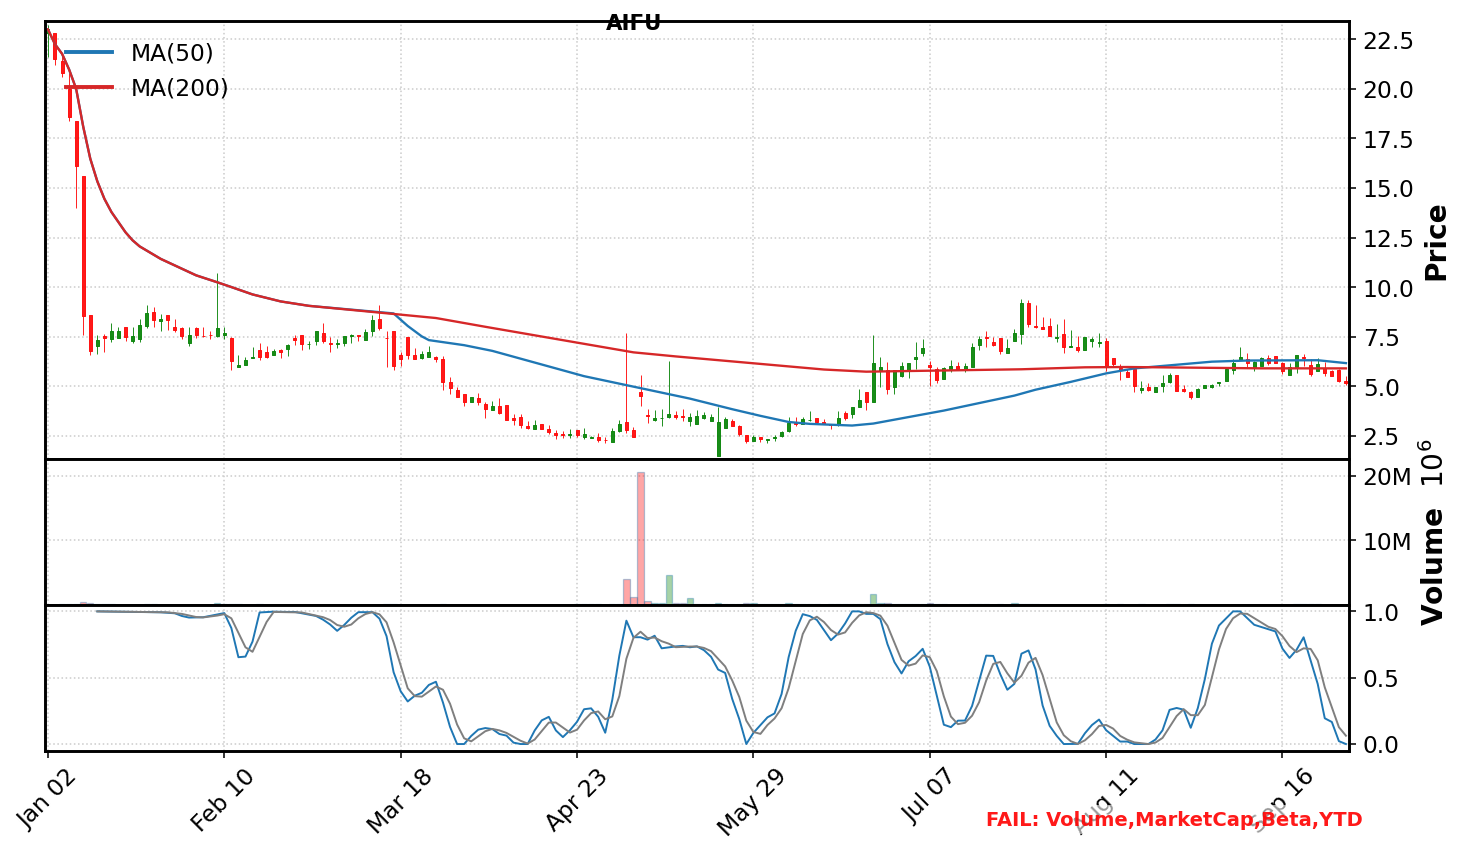 AIFU
MA(50)
MA(200)
22.5
20.0
17.5
15.0
12.5
10.0
7.5
5.0
2.5
Price
20M
10M
Volume 10^6
1.0
0.5
0.0
Jan 02
Feb 10
Mar 18
Apr 23
May 29
Jul 07
Aug 11
Sep 16
FAIL: Volume,MarketCap,Beta,YTD